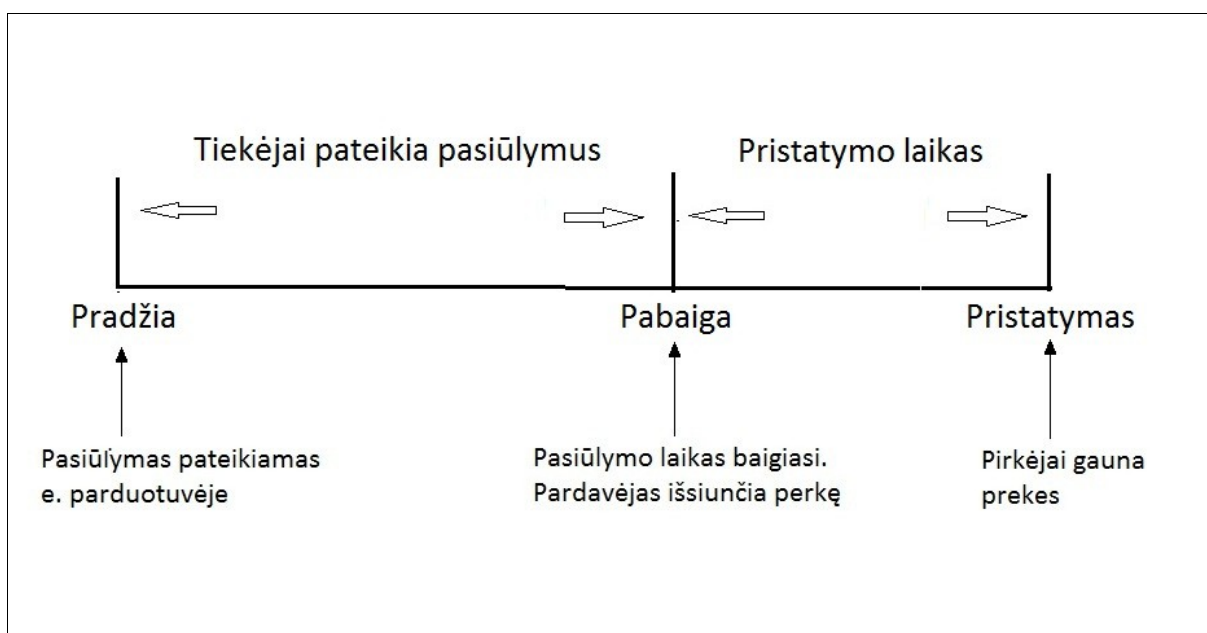 Tiekėjai pateikia pasiūlymus
Pristatymo laikas
Pradžia
Pabaiga
Pristatymas
Pasiūlymas pateikiamas
e. parduotuvėje
Pasiūlymo laikas baigiasi.
Pardavėjas išsiunčia perkę
Pirkėjai gauna
prekes